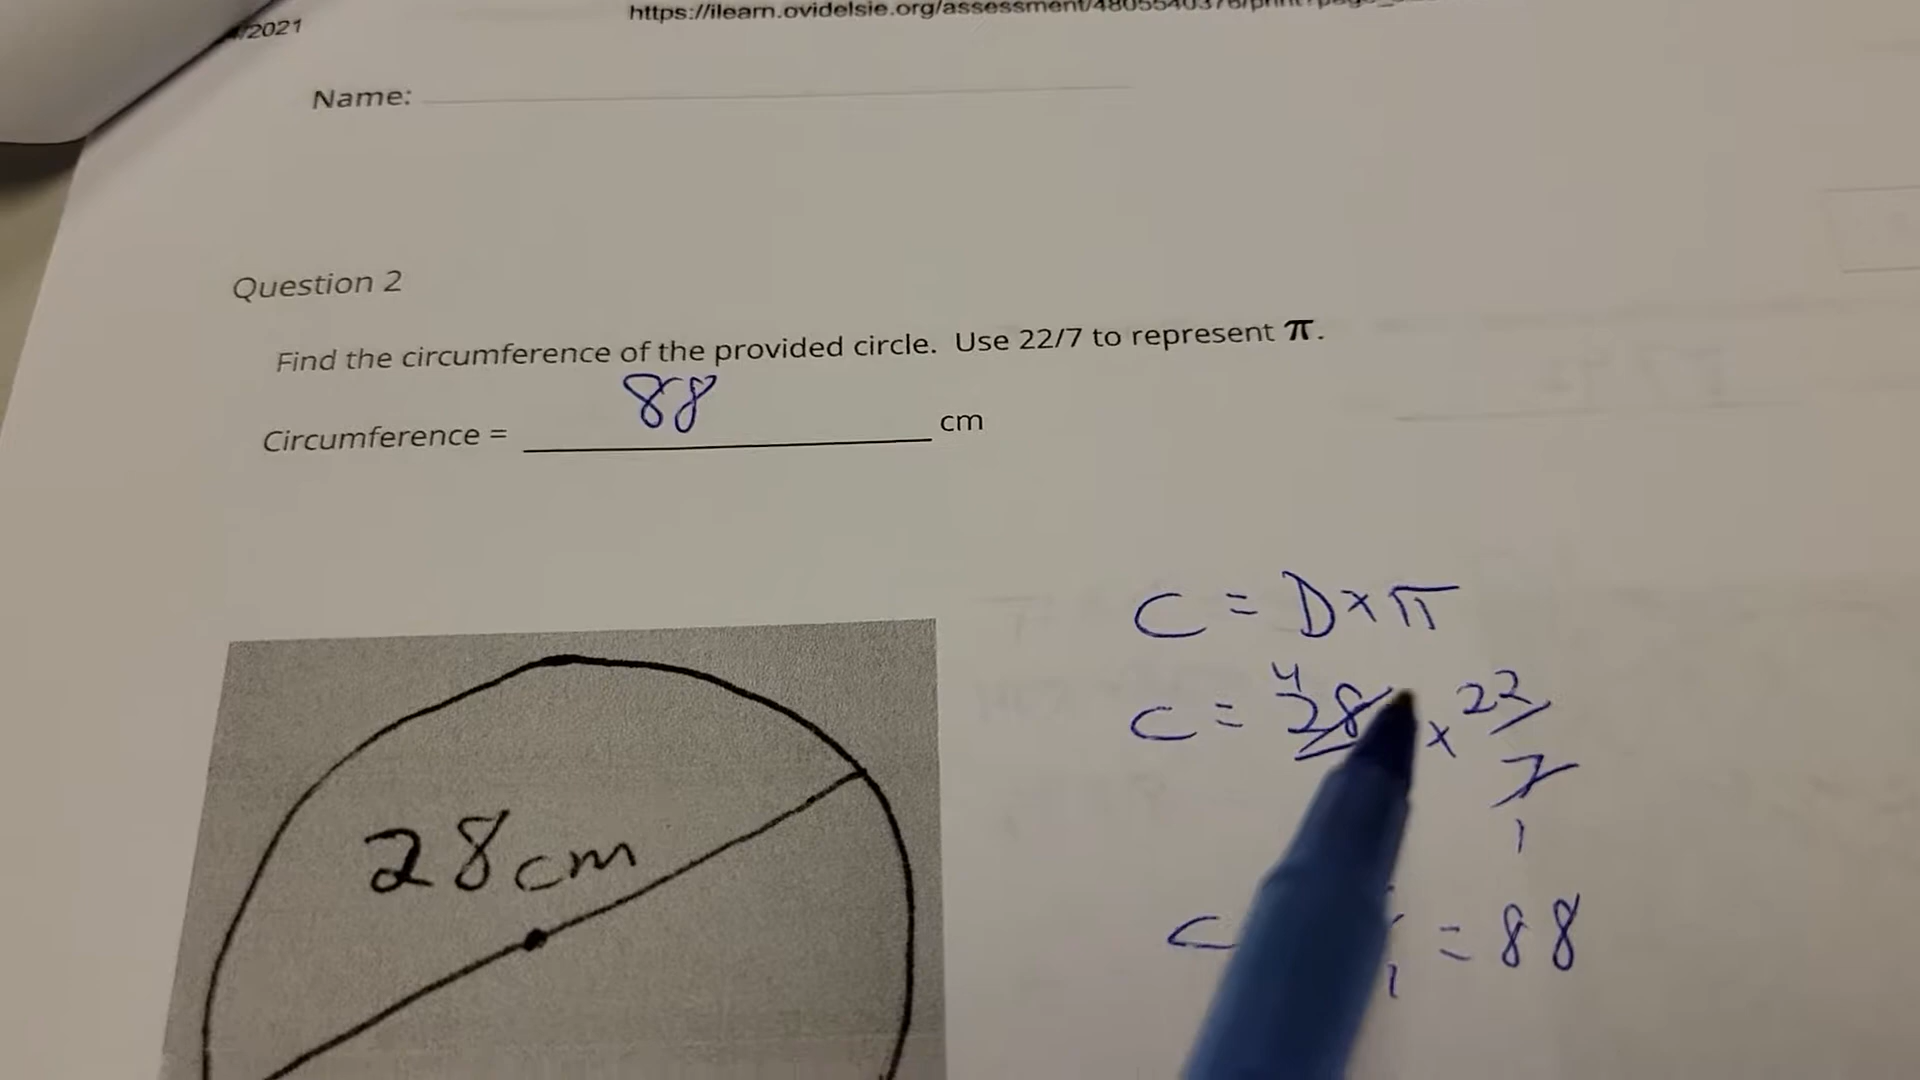 /2021
https://ilearn.ovidelsie.org/assessment/
Name:
Question 2
Find the circumference of the provided circle. Use 22/7 to represent π.
88
Circumference = cm
C = D × π
4
C = 28 × 22/7
1
C = 88
1
28cm